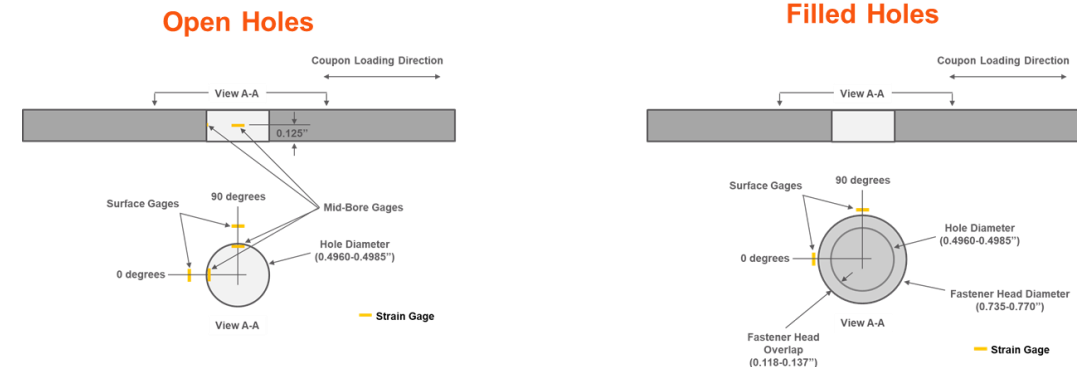 Open Holes
Coupon Loading Direction
View A-A
0.125”
Surface Gages
90 degrees
Mid-Bore Gages
Hole Diameter
(0.4960-0.4985”)
0 degrees
View A-A
Strain Gage
Filled Holes
Coupon Loading Direction
View A-A
Surface Gages
90 degrees
Hole Diameter
(0.4960-0.4985”)
0 degrees
Fastener Head Diameter
(0.735-0.770”)
View A-A
Fastener Head
Overlap
(0.118-0.137”)
Strain Gage